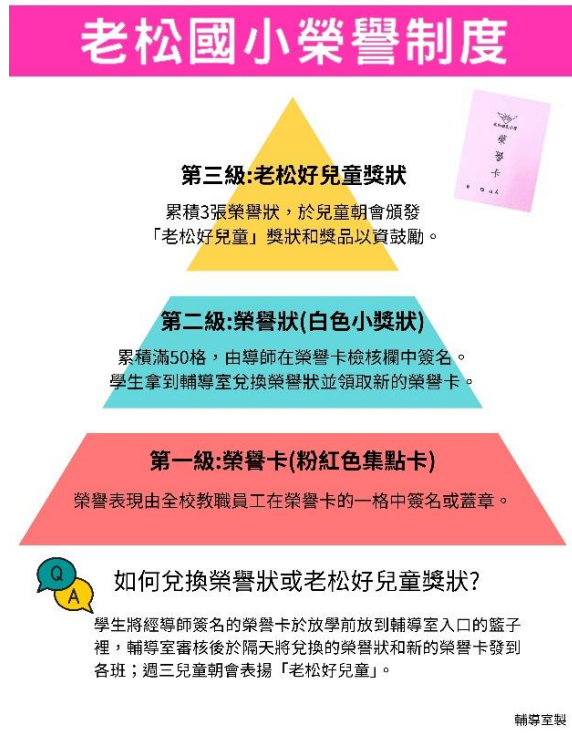 老松國小榮譽制度
榮譽卡
第三級:老松好兒童獎狀
累積3張榮譽狀，於兒童朝會頒發
「老松好兒童」獎狀和獎品以資鼓勵。
第二級:榮譽狀(白色小獎狀)
累積滿50格，由導師在榮譽卡檢核欄中簽名。
學生拿到輔導室兌換榮譽狀並領取新的榮譽卡。
第一級:榮譽卡(粉紅色集點卡)
榮譽表現由全校教職員工在榮譽卡的一格中簽名或蓋章。
Q
A
如何兌換榮譽狀或老松好兒童獎狀?
學生將經導師簽名的榮譽卡於放學前放到輔導室入口的籃子
裡，輔導室審核後於隔天將兌換的榮譽狀和新的榮譽卡發到
各班；週三兒童朝會表揚「老松好兒童」。
輔導室製